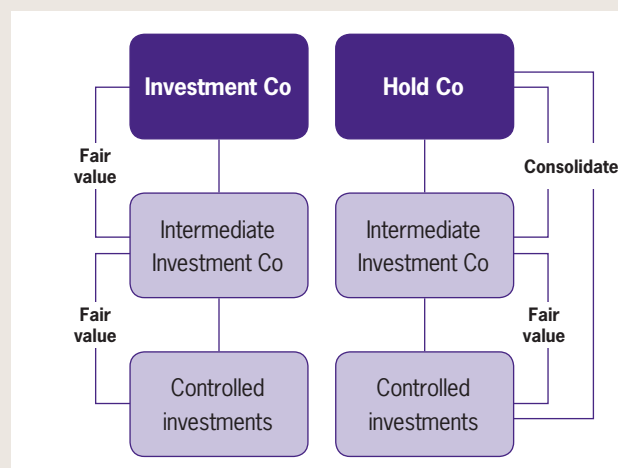 Investment Co
Hold Co
Fair
value
Consolidate
Intermediate
Investment Co
Intermediate
Investment Co
Fair
value
Fair
value
Controlled
investments
Controlled
investments